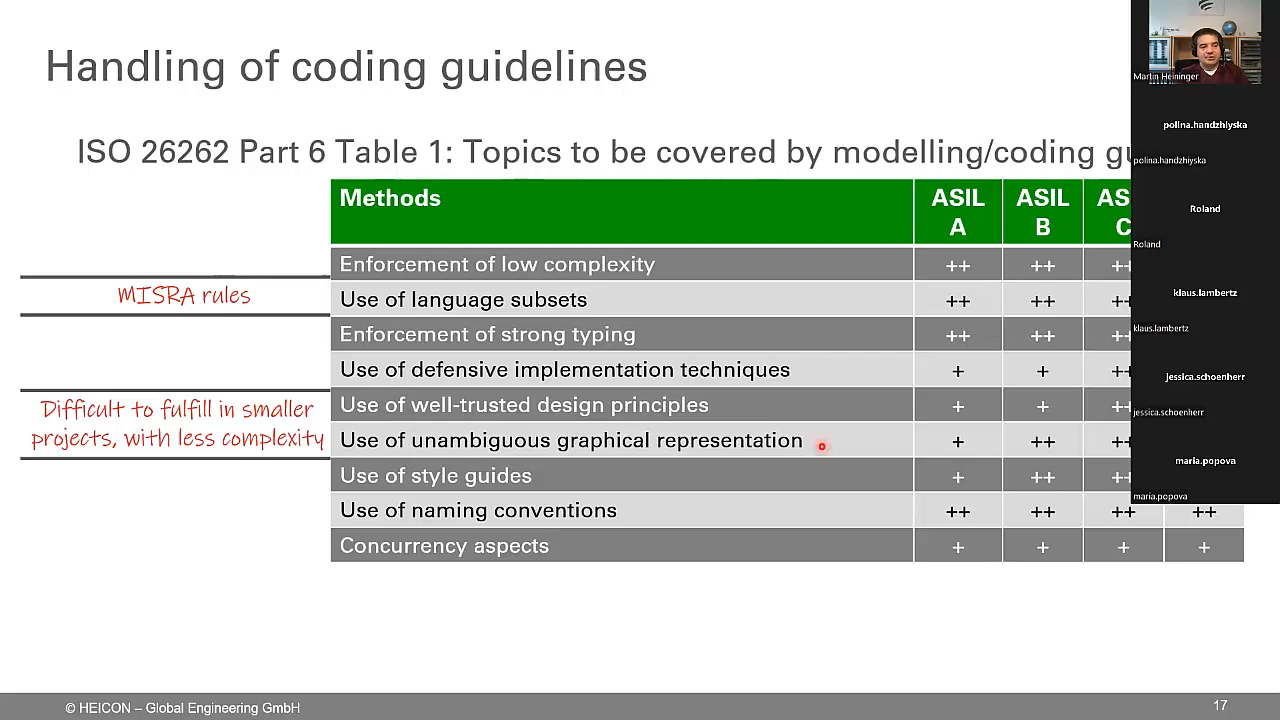 Handling of coding guidelines
ISO 26262 Part 6 Table 1: Topics to be covered by modelling/coding
Methods ASIL A ASIL B
Enforcement of low complexity ++ ++ ++
MISRA rules
Use of language subsets ++ ++ ++
Enforcement of strong typing ++ ++ ++
Use of defensive implementation techniques + + ++
Difficult to fulfill in smaller
projects, with less complexity
Use of well-trusted design principles + + ++
Use of unambiguous graphical representation + ++ ++
Use of style guides + ++ ++
Use of naming conventions ++ ++ ++ ++
Concurrency aspects + + + +
Martin Heininger
polina.handzhiyska
polina.handzhiyska
Roland
Roland
klaus.lambertz
klaus.lambertz
jessica.schoenherr
jessica.schoenherr
maria.popova
maria.popova
© HEICON – Global Engineering GmbH
17